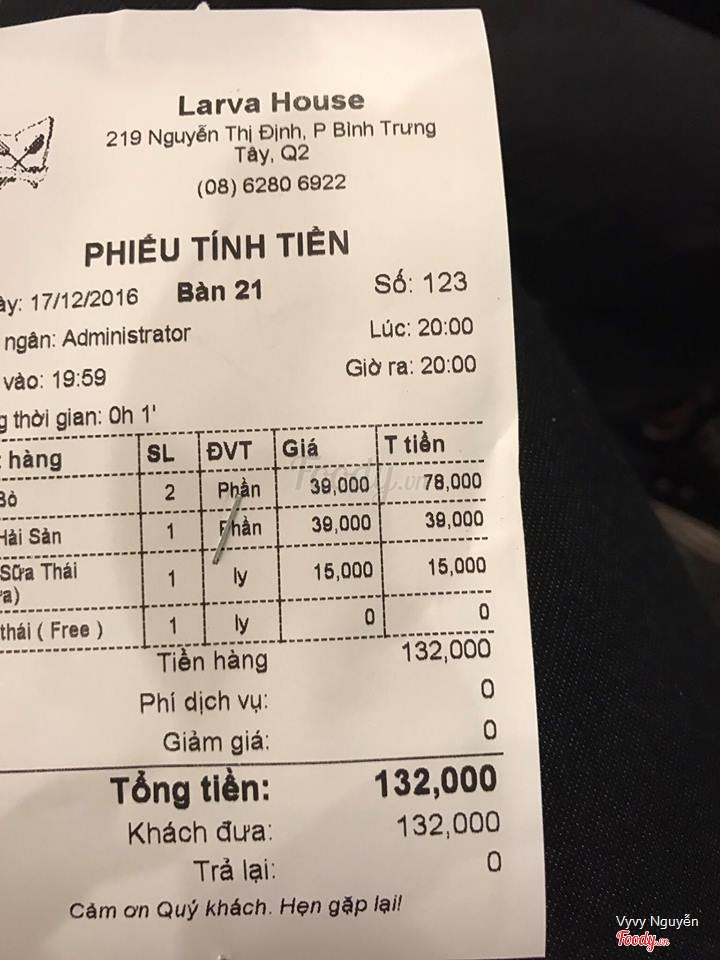 Larva House
219 Nguyễn Thị Định, P Bình Trưng
Tây, Q2
(08) 6280 6922
PHIẾU TÍNH TIỀN
ày: 17/12/2016 Bàn 21 Số: 123
ngân: Administrator Lúc: 20:00
vào: 19:59 Giờ ra: 20:00
g thời gian: 0h 1'
hàng SL ĐVT Giá T tiền
Bò 2 Phần 39,000 78,000
Hải Sản 1 Phần 39,000 39,000
Sữa Thái 1 ly 15,000 15,000
a)
thái ( Free ) 1 ly 0 0
Tiền hàng 132,000
Phí dịch vụ: 0
Giảm giá: 0
Tổng tiền: 132,000
Khách đưa: 132,000
Trả lại: 0
Cảm ơn Quý khách. Hẹn gặp lại!
Foody.vn
Vyvy Nguyễn
Foody.vn